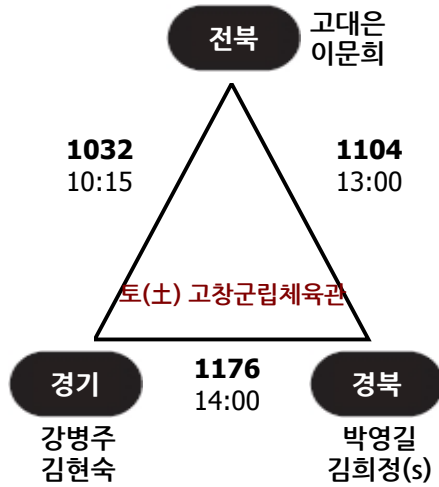 전북
고대은
이문희
1032
10:15
1104
13:00
토(土) 고창군립체육관
경기
1176
14:00
경북
강병주
김현숙
박영길
김희정(s)